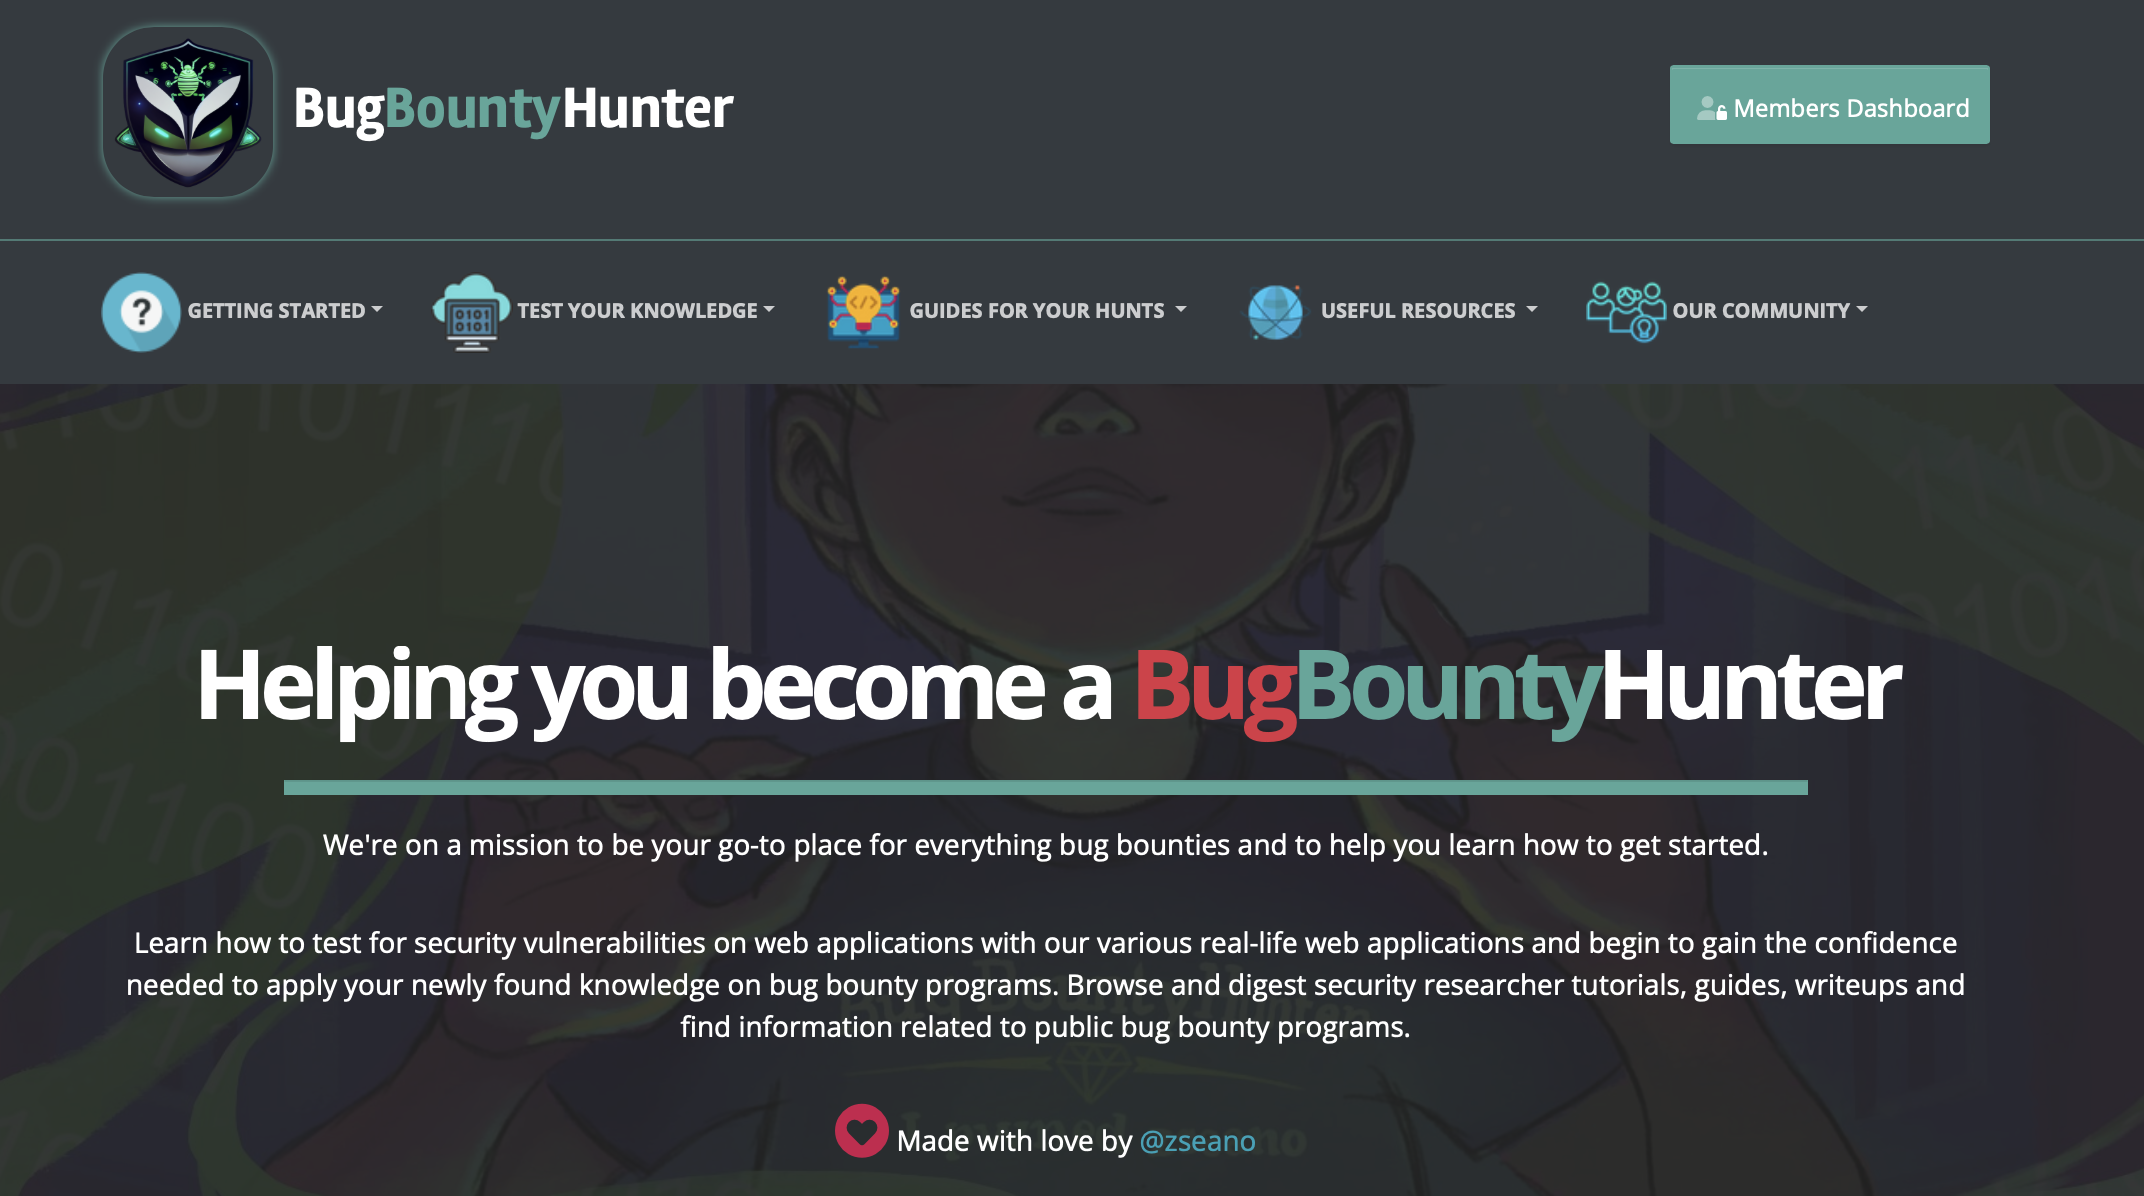 BugBountyHunter
Members Dashboard
GETTING STARTED
TEST YOUR KNOWLEDGE
GUIDES FOR YOUR HUNTS
USEFUL RESOURCES
OUR COMMUNITY
Helping you become a BugBountyHunter
We're on a mission to be your go-to place for everything bug bounties and to help you learn how to get started.
Learn how to test for security vulnerabilities on web applications with our various real-life web applications and begin to gain the confidence
needed to apply your newly found knowledge on bug bounty programs. Browse and digest security researcher tutorials, guides, writeups and
find information related to public bug bounty programs.
Made with love by @zseano